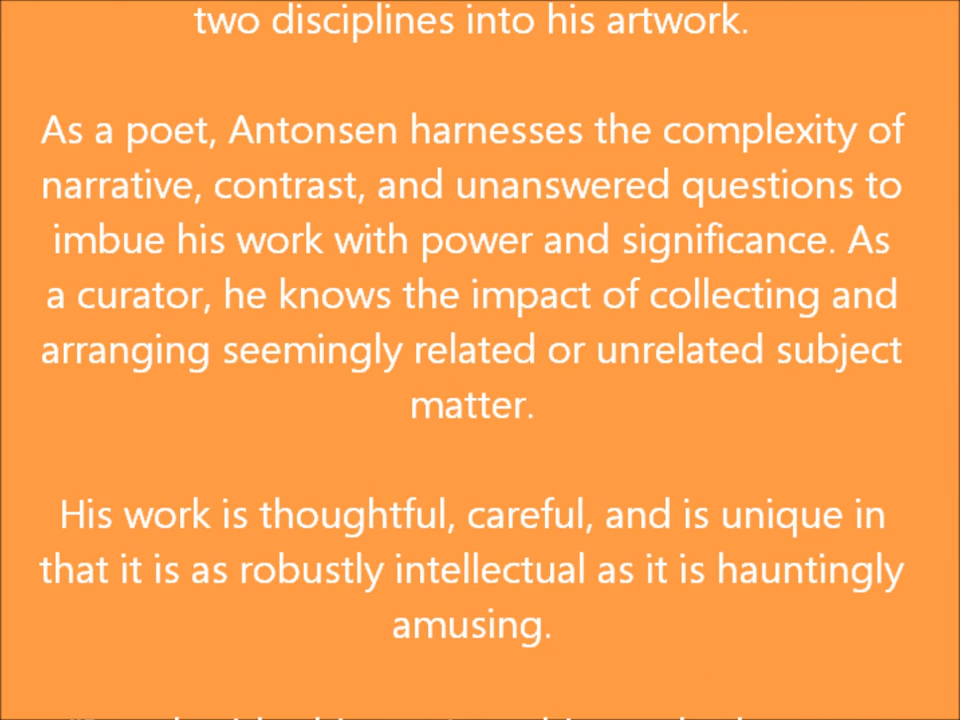 two disciplines into his artwork.
As a poet, Antonsen harnesses the complexity of
narrative, contrast, and unanswered questions to
imbue his work with power and significance. As
a curator, he knows the impact of collecting and
arranging seemingly related or unrelated subject
matter.
His work is thoughtful, careful, and is unique in
that it is as robustly intellectual as it is hauntingly
amusing.